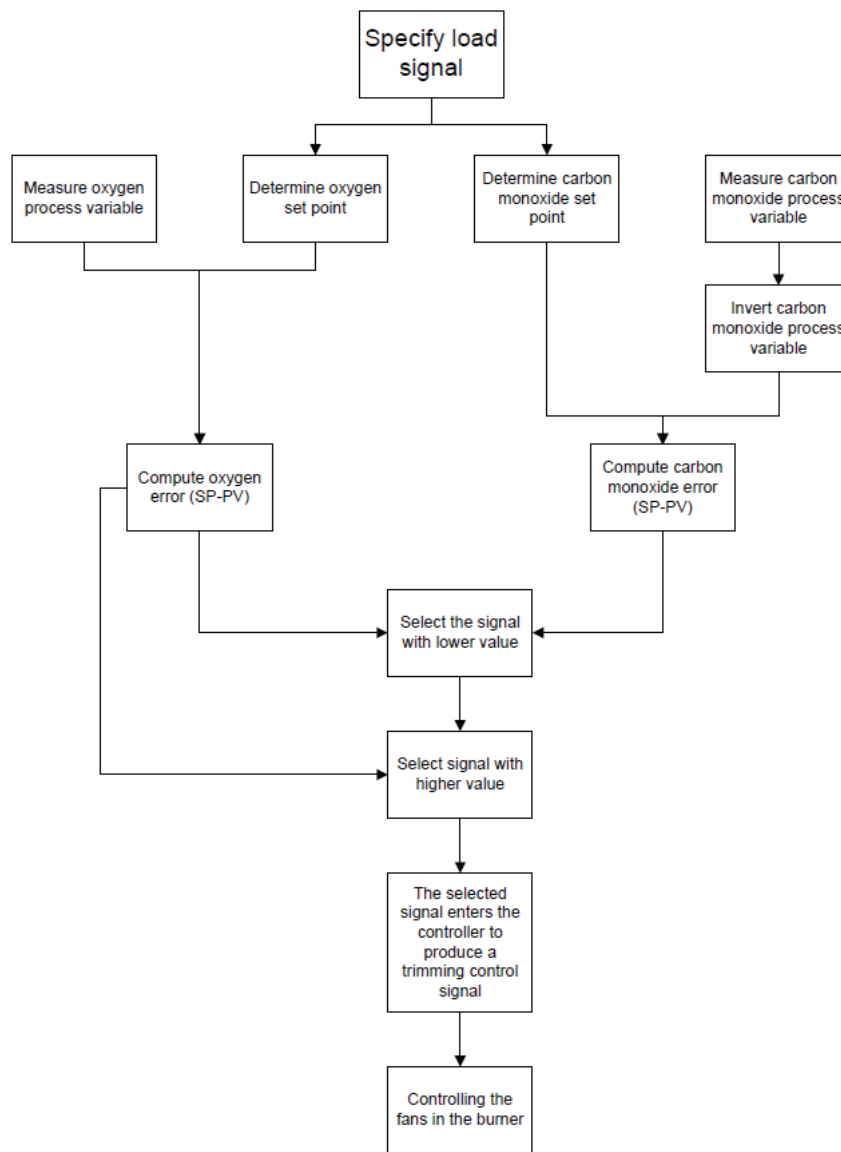 Specify load
signal
Measure oxygen
process variable
Determine oxygen
set point
Determine carbon
monoxide set
point
Measure carbon
monoxide process
variable
Invert carbon
monoxide process
variable
Compute oxygen
error (SP-PV)
Compute carbon
monoxide error
(SP-PV)
Select the signal
with lower value
Select signal with
higher value
The selected
signal enters the
controller to
produce a
trimming control
signal
Controlling the
fans in the burner